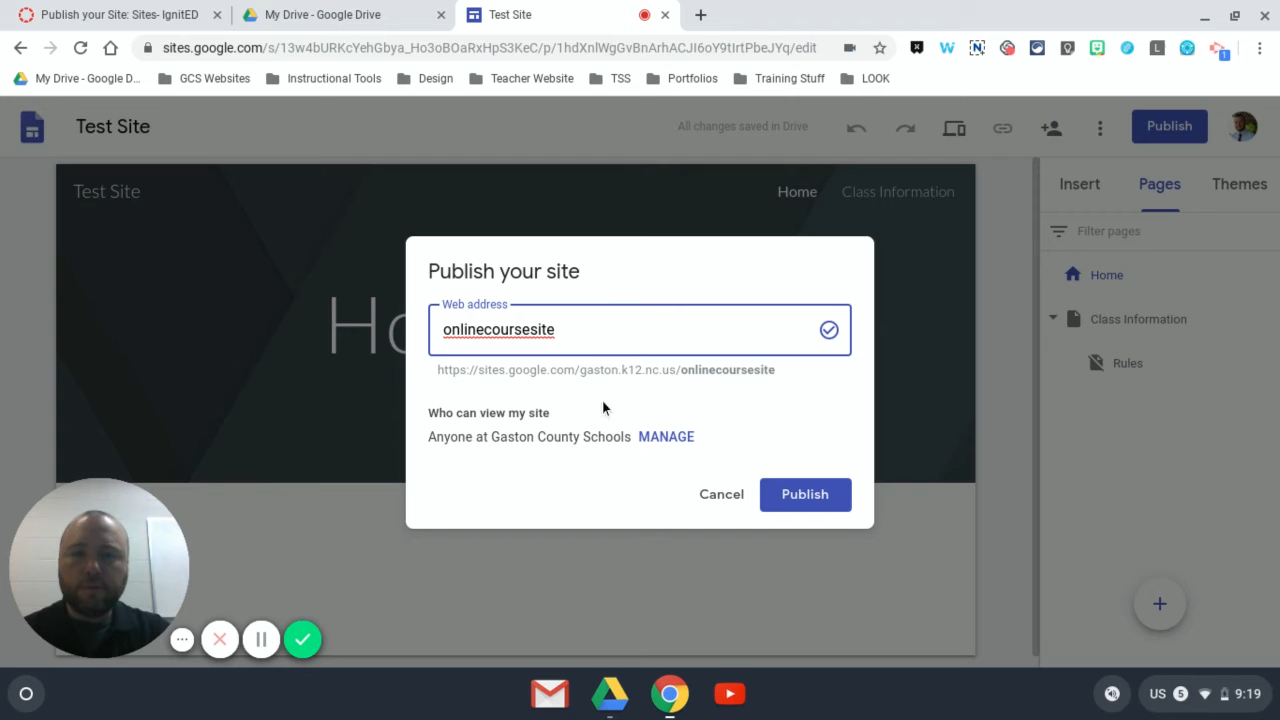 Publish your Site: Sites- IgnitED
My Drive - Google Drive
Test Site
sites.google.com/s/13w4bURKcYehGbya_Ho3oBOaRxHpS3KeC/p/1hdXnlWgGvBnArhACJI6oY9tIrtPbeJYq/edit
My Drive - Google D...
GCS Websites
Instructional Tools
Design
Teacher Website
TSS
Portfolios
Training Stuff
LOOK
Test Site
All changes saved in Drive
Publish
Test Site
Home
Class Information
Insert
Pages
Themes
Filter pages
Home
Class Information
Rules
Publish your site
Web address
onlinecoursesite
https://sites.google.com/gaston.k12.nc.us/onlinecoursesite
Who can view my site
Anyone at Gaston County Schools MANAGE
Cancel
Publish
US 5 9:19